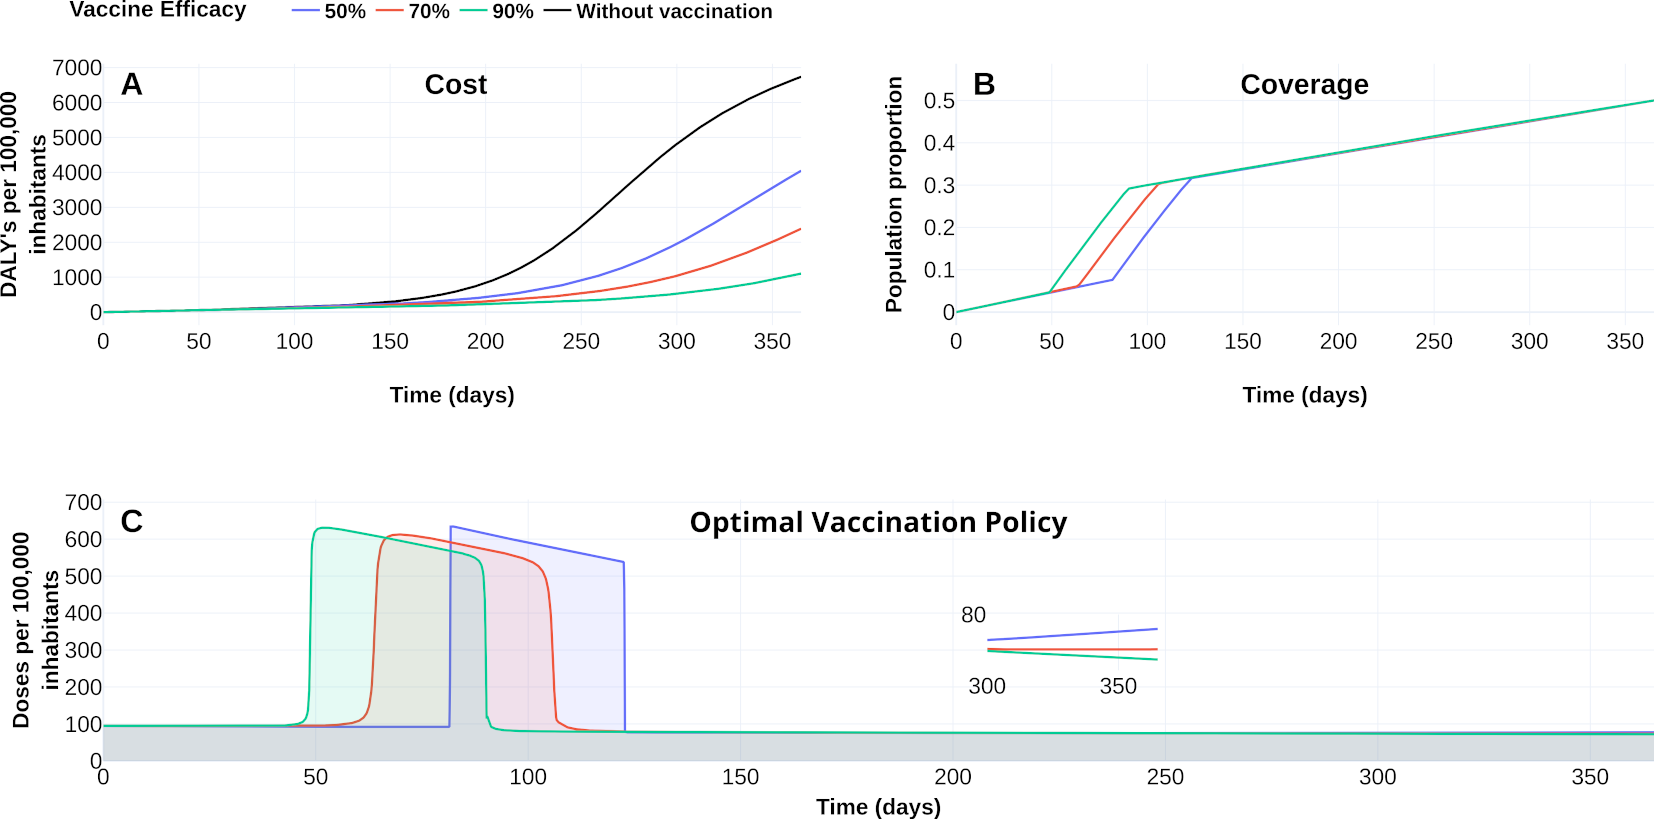 Vaccine Efficacy 50% 70% 90% Without vaccination
A Cost
DALY's per 100,000
inhabitants
7000
6000
5000
4000
3000
2000
1000
0
0 50 100 150 200 250 300 350
Time (days)
B Coverage
Population proportion
0.5
0.4
0.3
0.2
0.1
0
0 50 100 150 200 250 300 350
Time (days)
C Optimal Vaccination Policy
Doses per 100,000
inhabitants
700
600
500
400
300
200
100
0
80
300 350
0 50 100 150 200 250 300 350
Time (days)